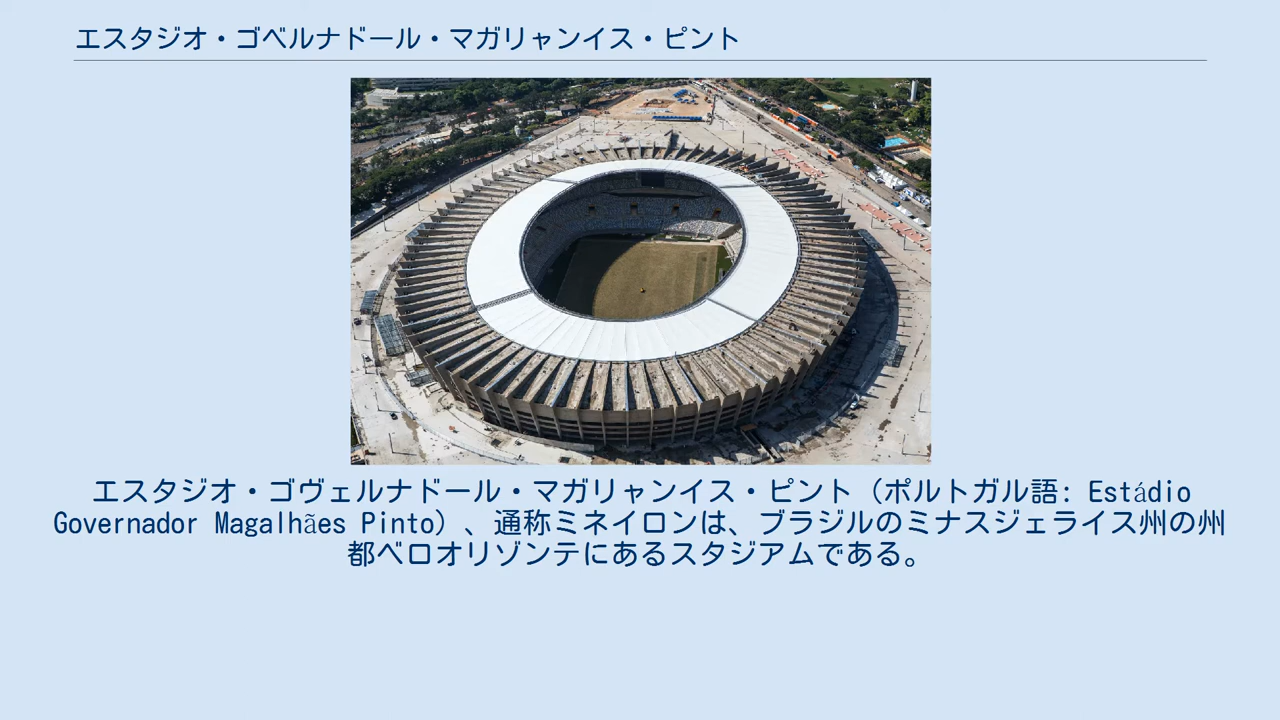 エスタジオ・ゴベルナドール・マガリャンイス・ピント
エスタジオ・ゴヴェルナドール・マガリャンイス・ピント（ポルトガル語: Estádio
Governador Magalhães Pinto）、通称ミネイロンは、ブラジルのミナスジェライス州の州
都ベロオリゾンテにあるスタジアムである。